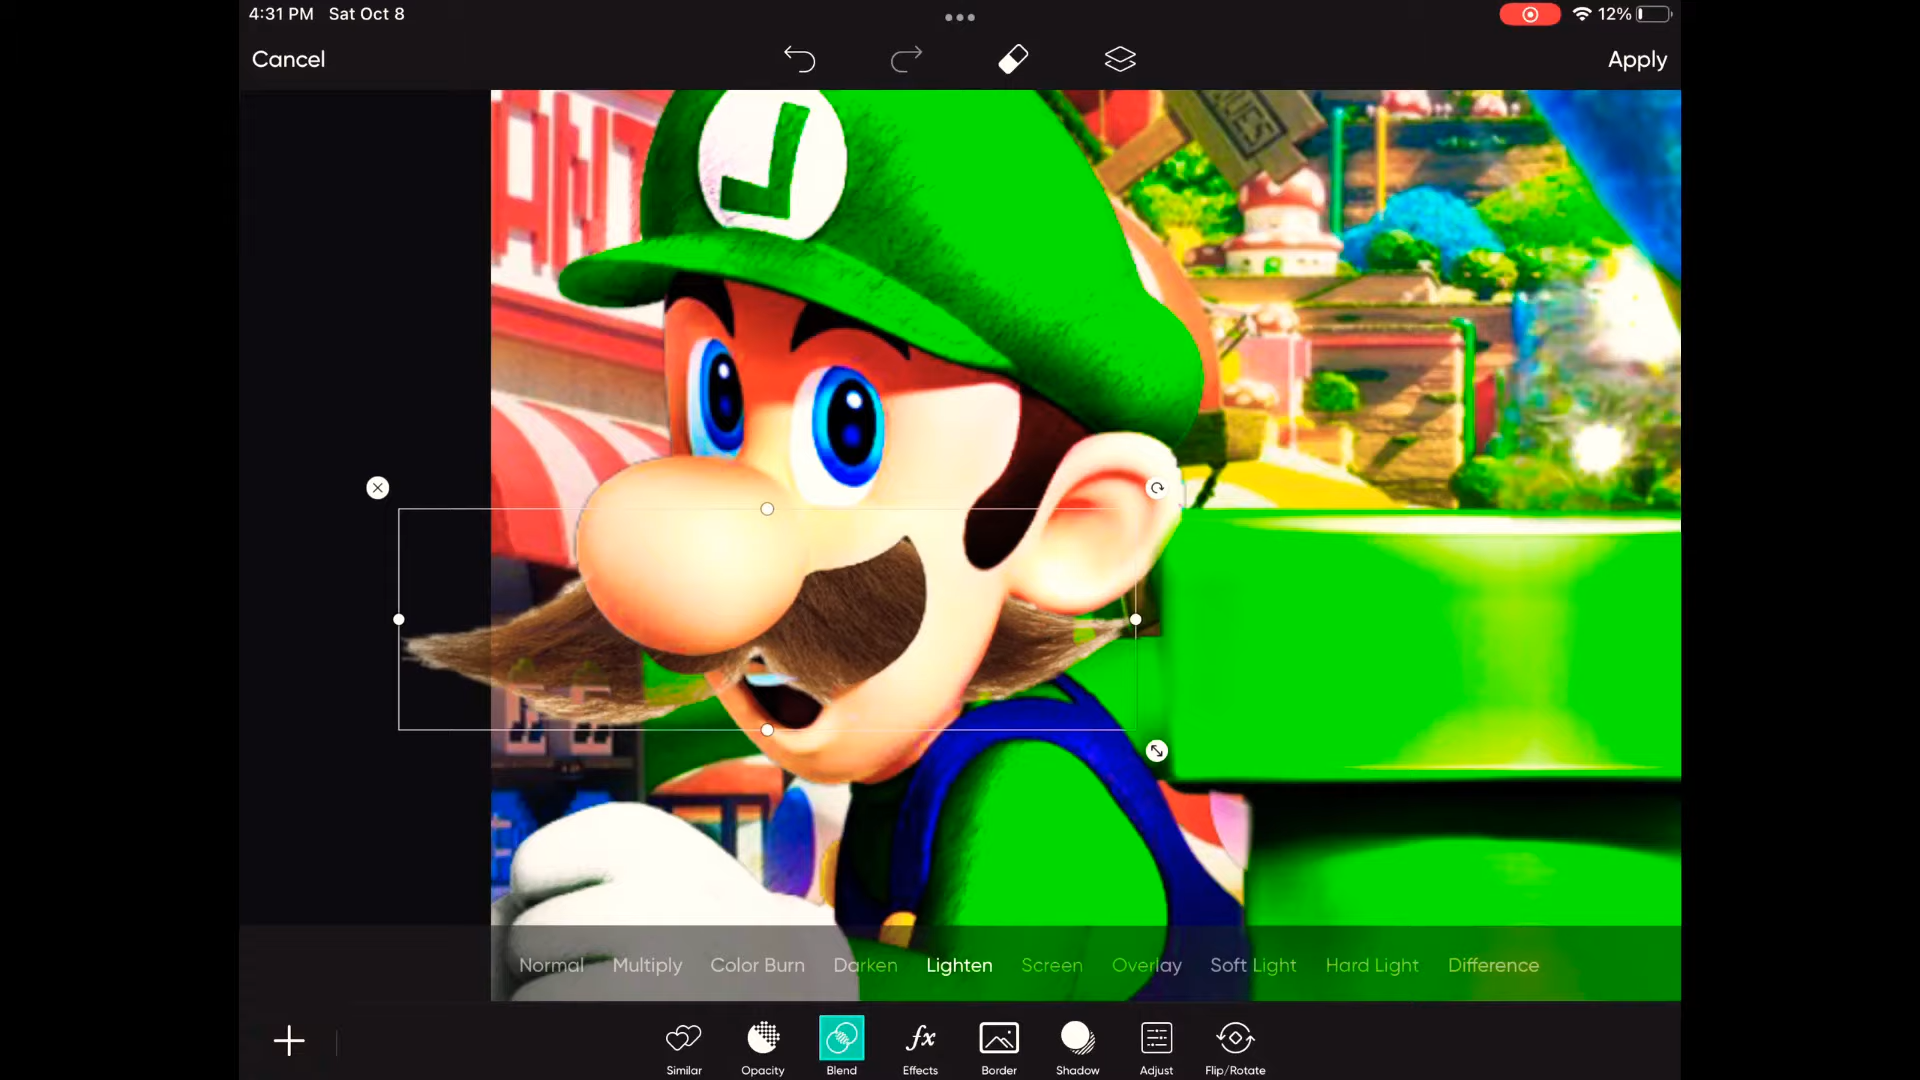 4:31 PM Sat Oct 8
12%
Cancel
Apply
L
Normal Multiply Color Burn Darken Lighten Screen Overlay Soft Light Hard Light Difference
Similar Opacity Blend Effects Border Shadow Adjust Flip/Rotate